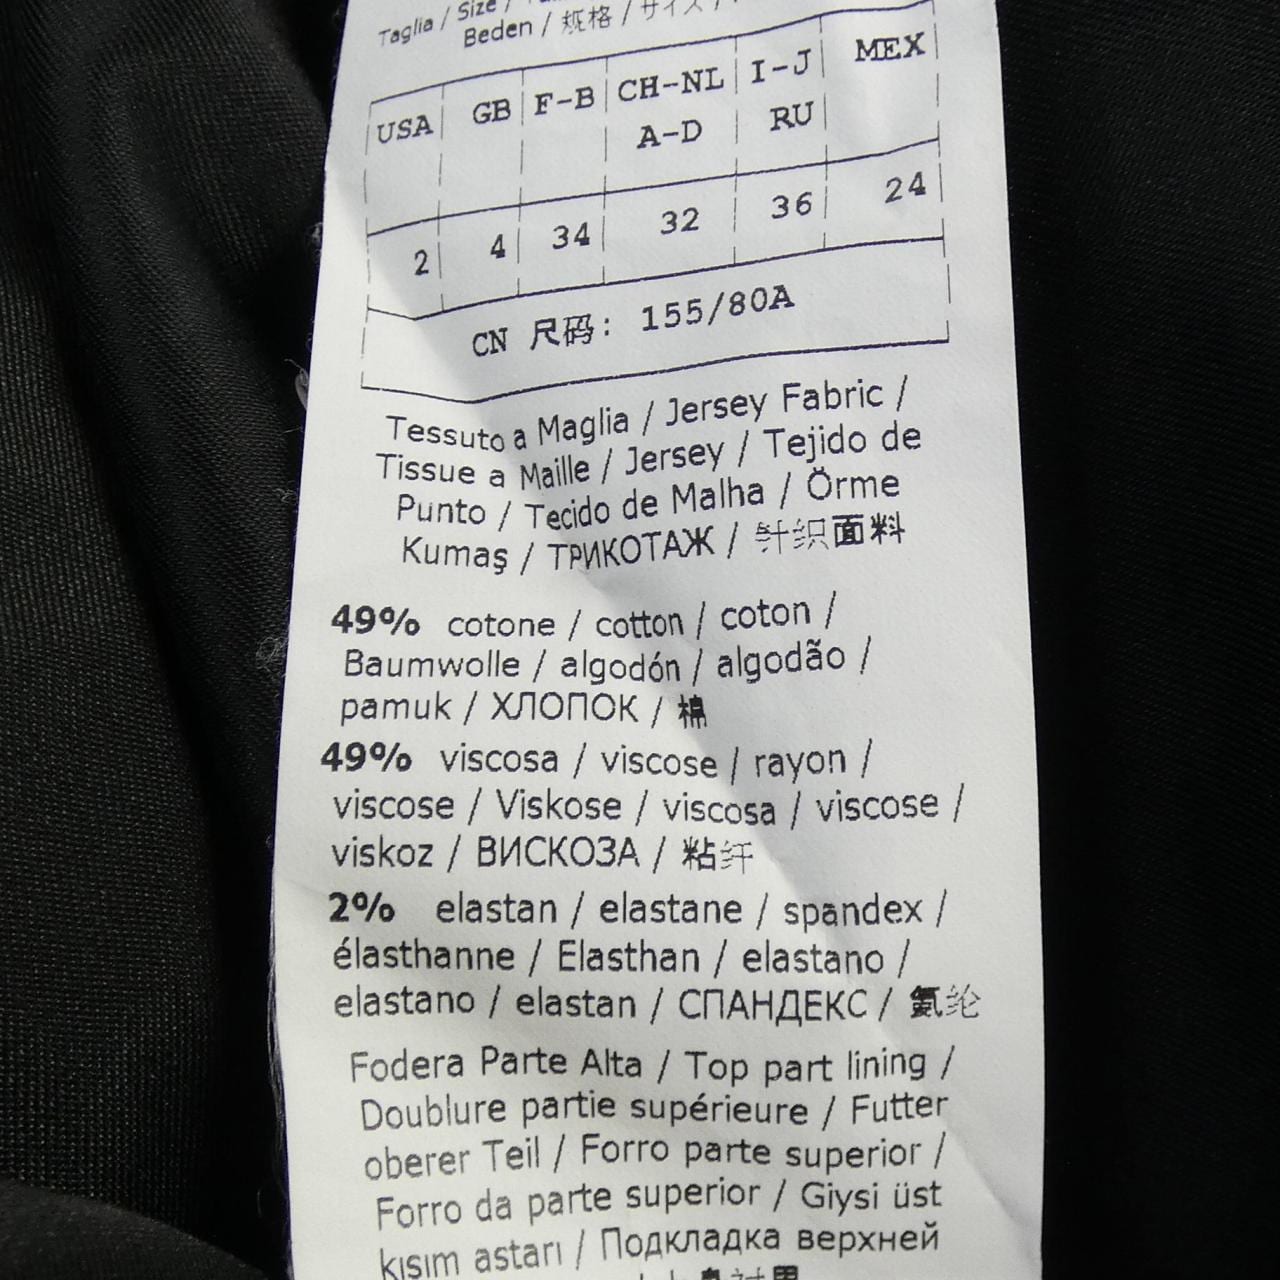 Taglia / Size /
Beden / 规格 / サイズ /
USA GB F-B CH-NL I-J MEX
A-D RU
2 4 34 32 36 24
CN 尺码: 155/80A
Tessuto a Maglia / Jersey Fabric /
Tissue a Maille / Jersey / Tejido de
Punto / Tecido de Malha / Örme
Kumaş / ТРИКОТАЖ / 针织面料
49% cotone / cotton / coton /
Baumwolle / algodón / algodão /
pamuk / ХЛОПОК / 棉
49% viscosa / viscose / rayon /
viscose / Viskose / viscosa / viscose /
viskoz / ВИСКОЗА / 粘纤
2% elastan / elastane / spandex /
élasthanne / Elasthan / elastano /
elastano / elastan / СПАНДЕКС / 氨纶
Fodera Parte Alta / Top part lining /
Doublure partie supérieure / Futter
oberer Teil / Forro parte superior /
Forro da parte superior / Giysi üst
kısım astarı / Подкладка верхней